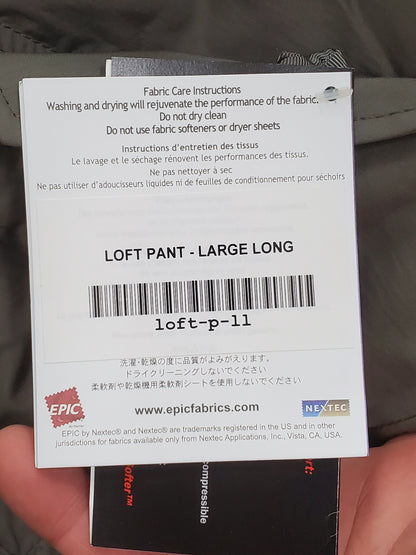 Fabric Care Instructions
Washing and drying will rejuvenate the performance of the fabric.
Do not dry clean
Do not use fabric softeners or dryer sheets
Instructions d'entretien des tissus
Le lavage et le séchage rénovent les performances des tissus.
Ne pas nettoyer à sec
Ne pas utiliser d'adoucisseurs liquides ni de feuilles de conditionnement pour séchoirs
LOFT PANT - LARGE LONG
loft-p-ll
洗濯・乾燥の度に品質がよみがえります。
ドライクリーニングしないでください
柔軟剤や乾燥機用柔軟剤シートを使用しないでください
EPIC
www.epicfabrics.com
NEXTEC
EPIC by Nextec® and Nextec® are trademarks registered in the US and in other
jurisdictions for fabrics available only from Nextec Applications, Inc., Vista, CA, USA.
compressible